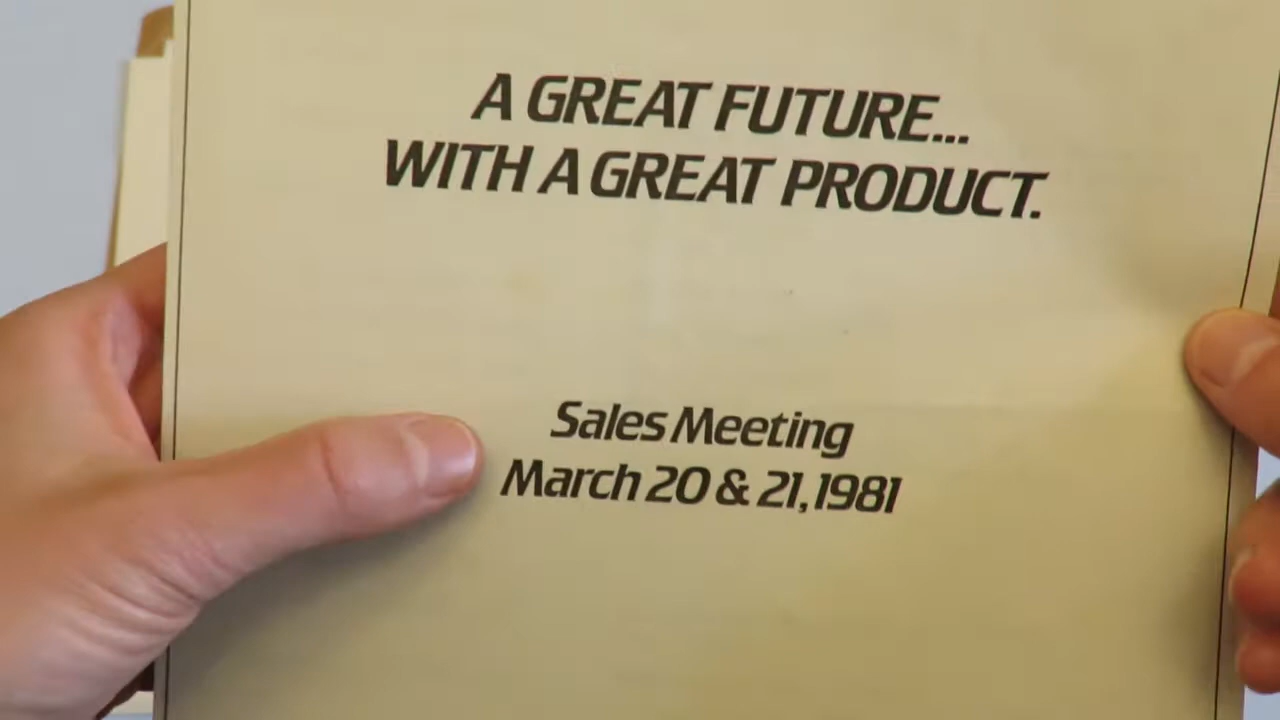 A GREAT FUTURE...
WITH A GREAT PRODUCT.
Sales Meeting
March 20 & 21, 1981